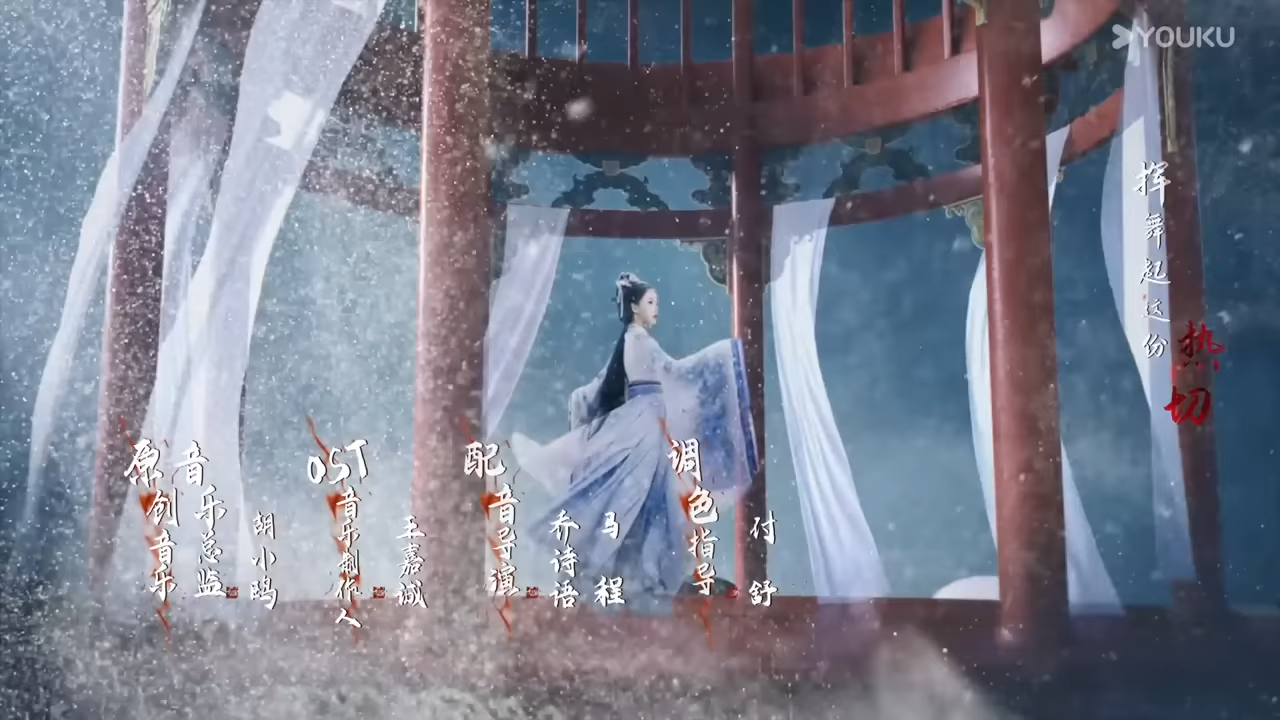 YOUKU
挥舞起这份
热切
原创音乐
音乐总监
胡小鸥
OST
音乐制作人
王嘉诚
配音导演
乔诗语
马程
调色指导
付舒